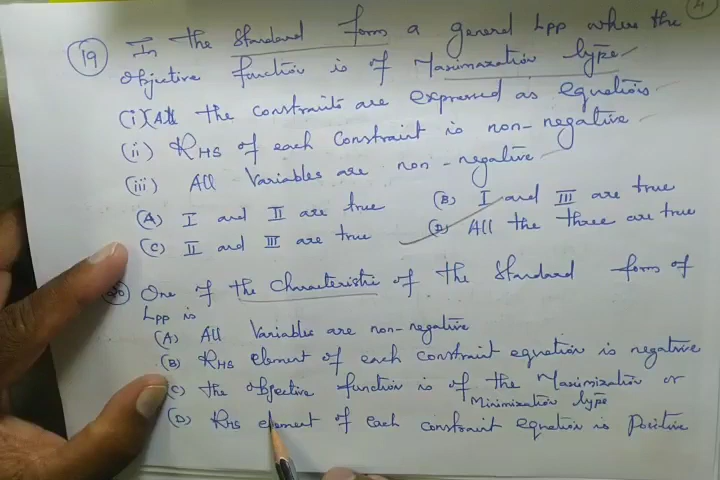 4
(19) In the Standard form a general LPP where the
Objective function is of Maximization type
(i) All the constraints are expressed as equations
(ii) RHS of each Constraint is non-negative
(iii) All Variables are non-negative
(A) I and II are true
(B) I and III are true
(C) II and III are true
(D) All the three are true
(20) One of the characteristic of the Standard form of
LPP is
(A) All Variables are non-negative
(B) RHS element of each constraint equation is negative
(C) The objective function is of the Maximization or
Minimization type
(D) RHS element of each constraint equation is Positive